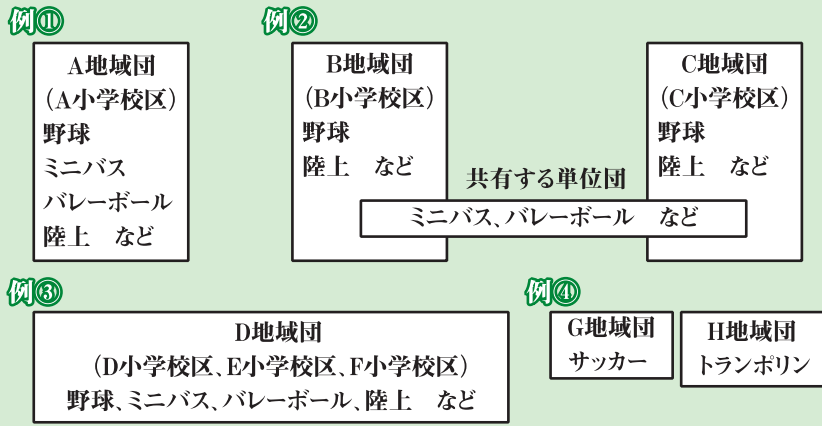 例①
A地域団
（A小学校区）
野球
ミニバス
バレーボール
陸上　など
例②
B地域団
（B小学校区）
野球
陸上　など
共有する単位団
ミニバス、バレーボール　など
C地域団
（C小学校区）
野球
陸上　など
例③
D地域団
（D小学校区、E小学校区、F小学校区）
野球、ミニバス、バレーボール、陸上　など
例④
G地域団
サッカー
H地域団
トランポリン